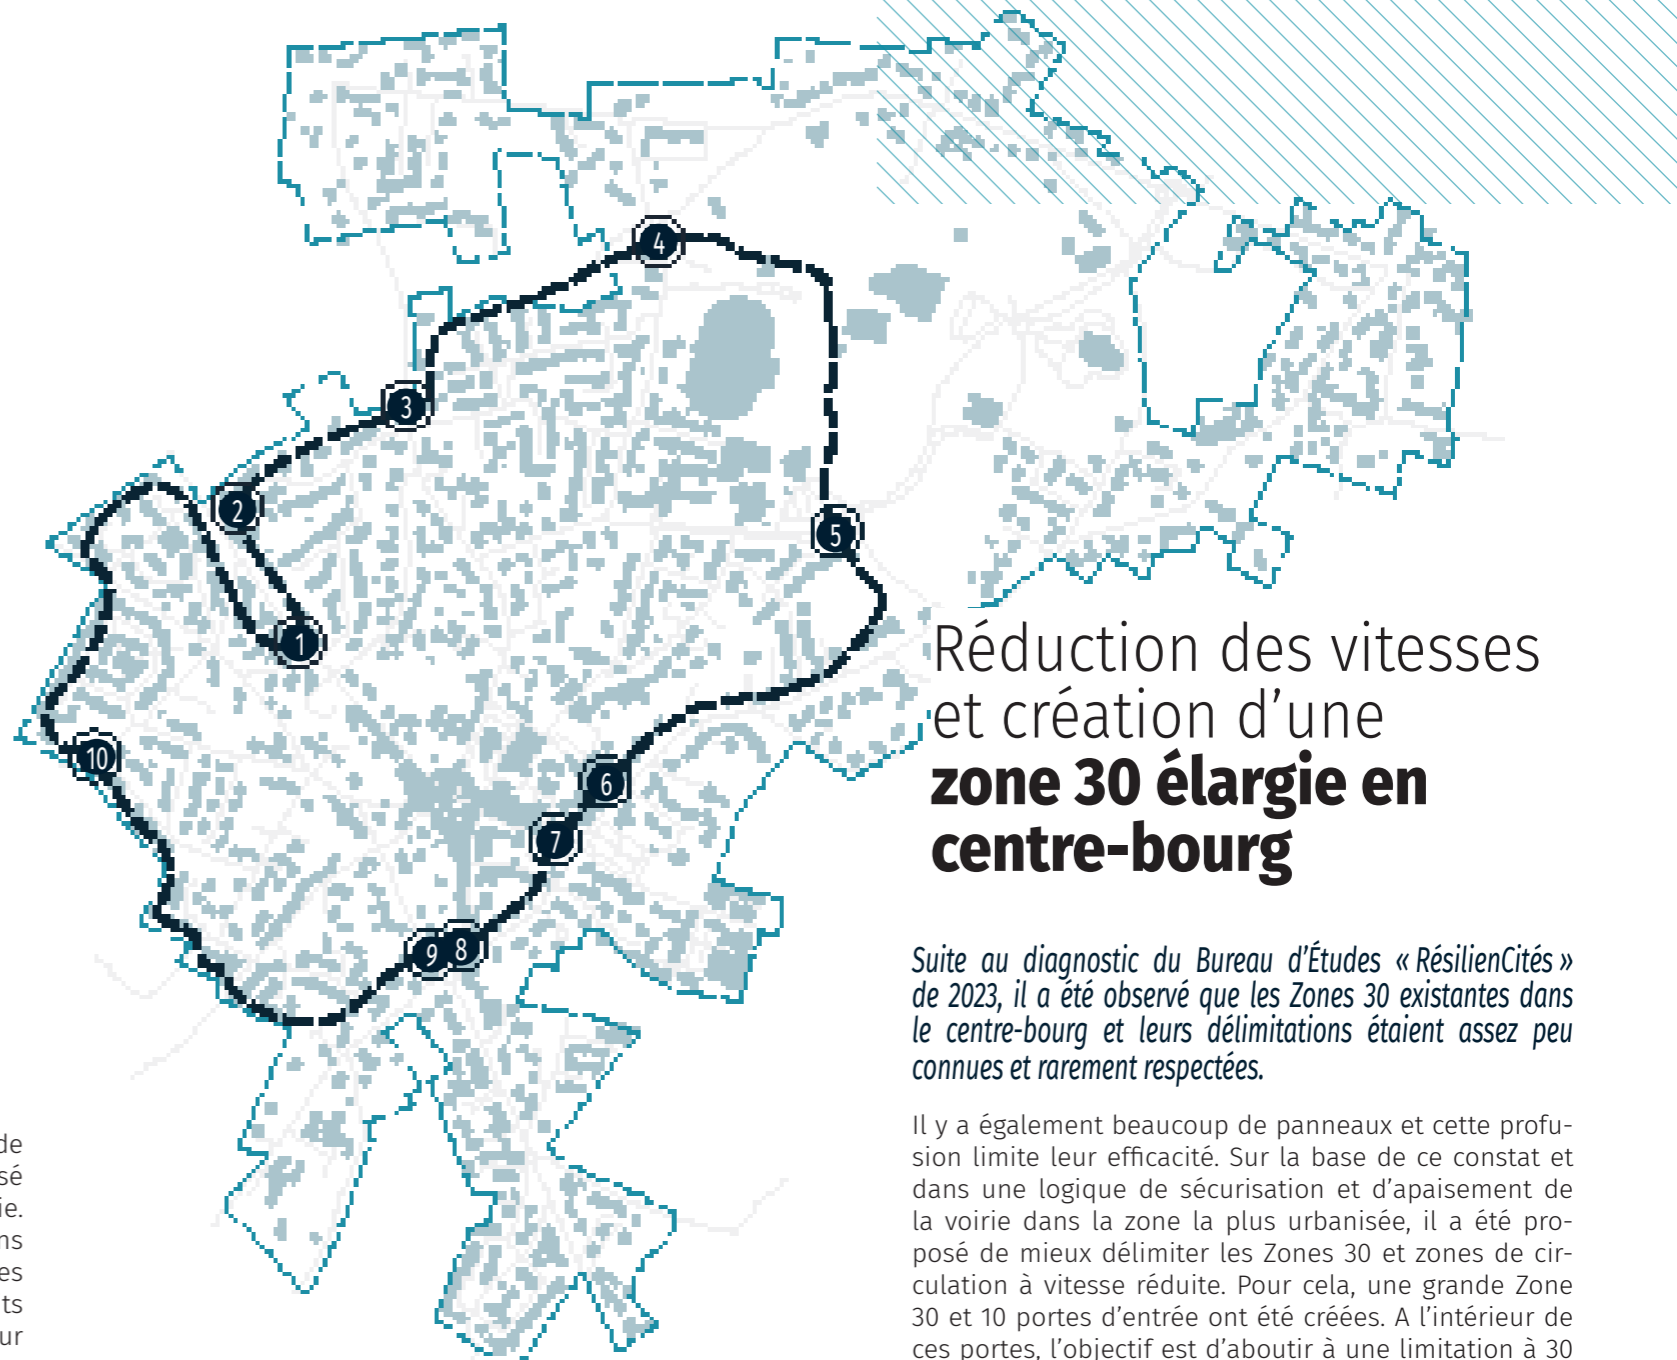 4
3
2
5
1
10
6
7
9
8
Réduction des vitesses
et création d'une
zone 30 élargie en
centre-bourg
Suite au diagnostic du Bureau d'Études « RésilienCités »
de 2023, il a été observé que les Zones 30 existantes dans
le centre-bourg et leurs délimitations étaient assez peu
connues et rarement respectées.
Il y a également beaucoup de panneaux et cette profu-
sion limite leur efficacité. Sur la base de ce constat et
dans une logique de sécurisation et d'apaisement de
la voirie dans la zone la plus urbanisée, il a été pro-
posé de mieux délimiter les Zones 30 et zones de cir-
culation à vitesse réduite. Pour cela, une grande Zone
30 et 10 portes d'entrée ont été créées. A l'intérieur de
ces portes, l'objectif est d'aboutir à une limitation à 30
de
sé
ie.
ns
es
ts
ur